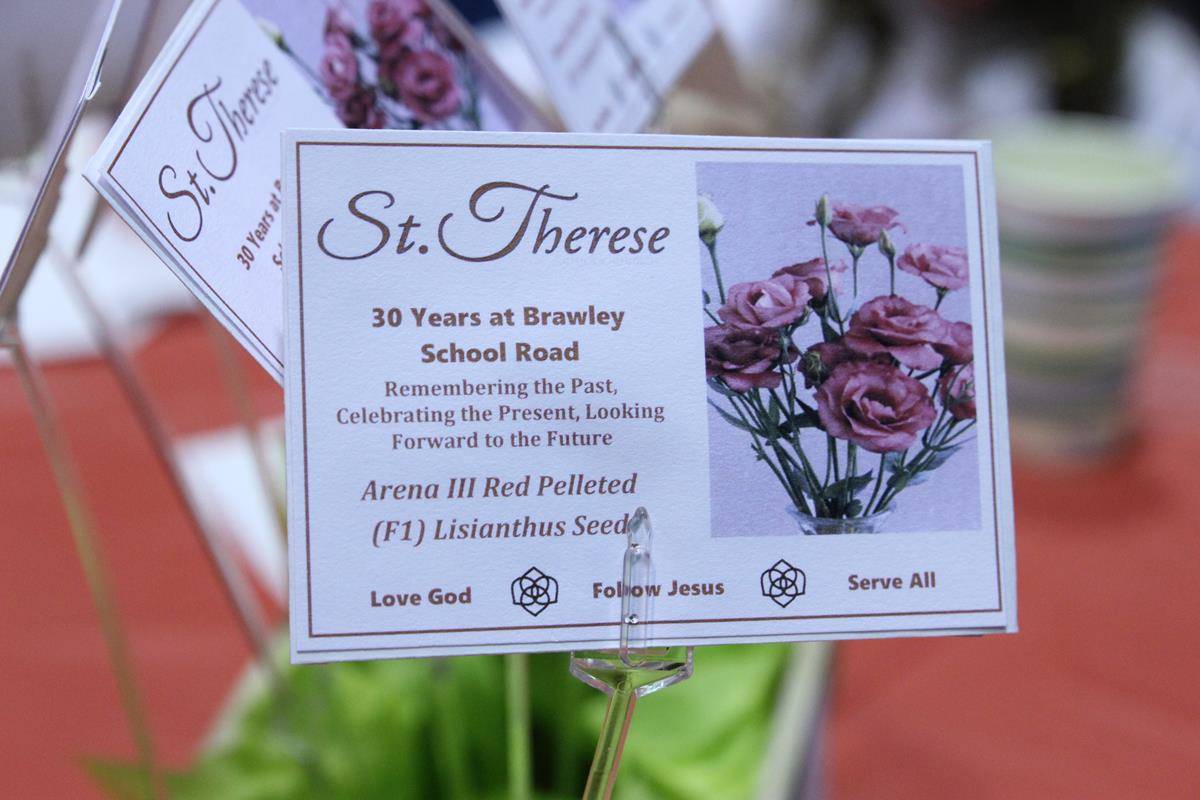 St. Therese
30 Years at
St. Therese
30 Years at Brawley
School Road
Remembering the Past,
Celebrating the Present, Looking
Forward to the Future
Arena III Red Pelleted
(F1) Lisianthus Seed
Love God Follow Jesus Serve All